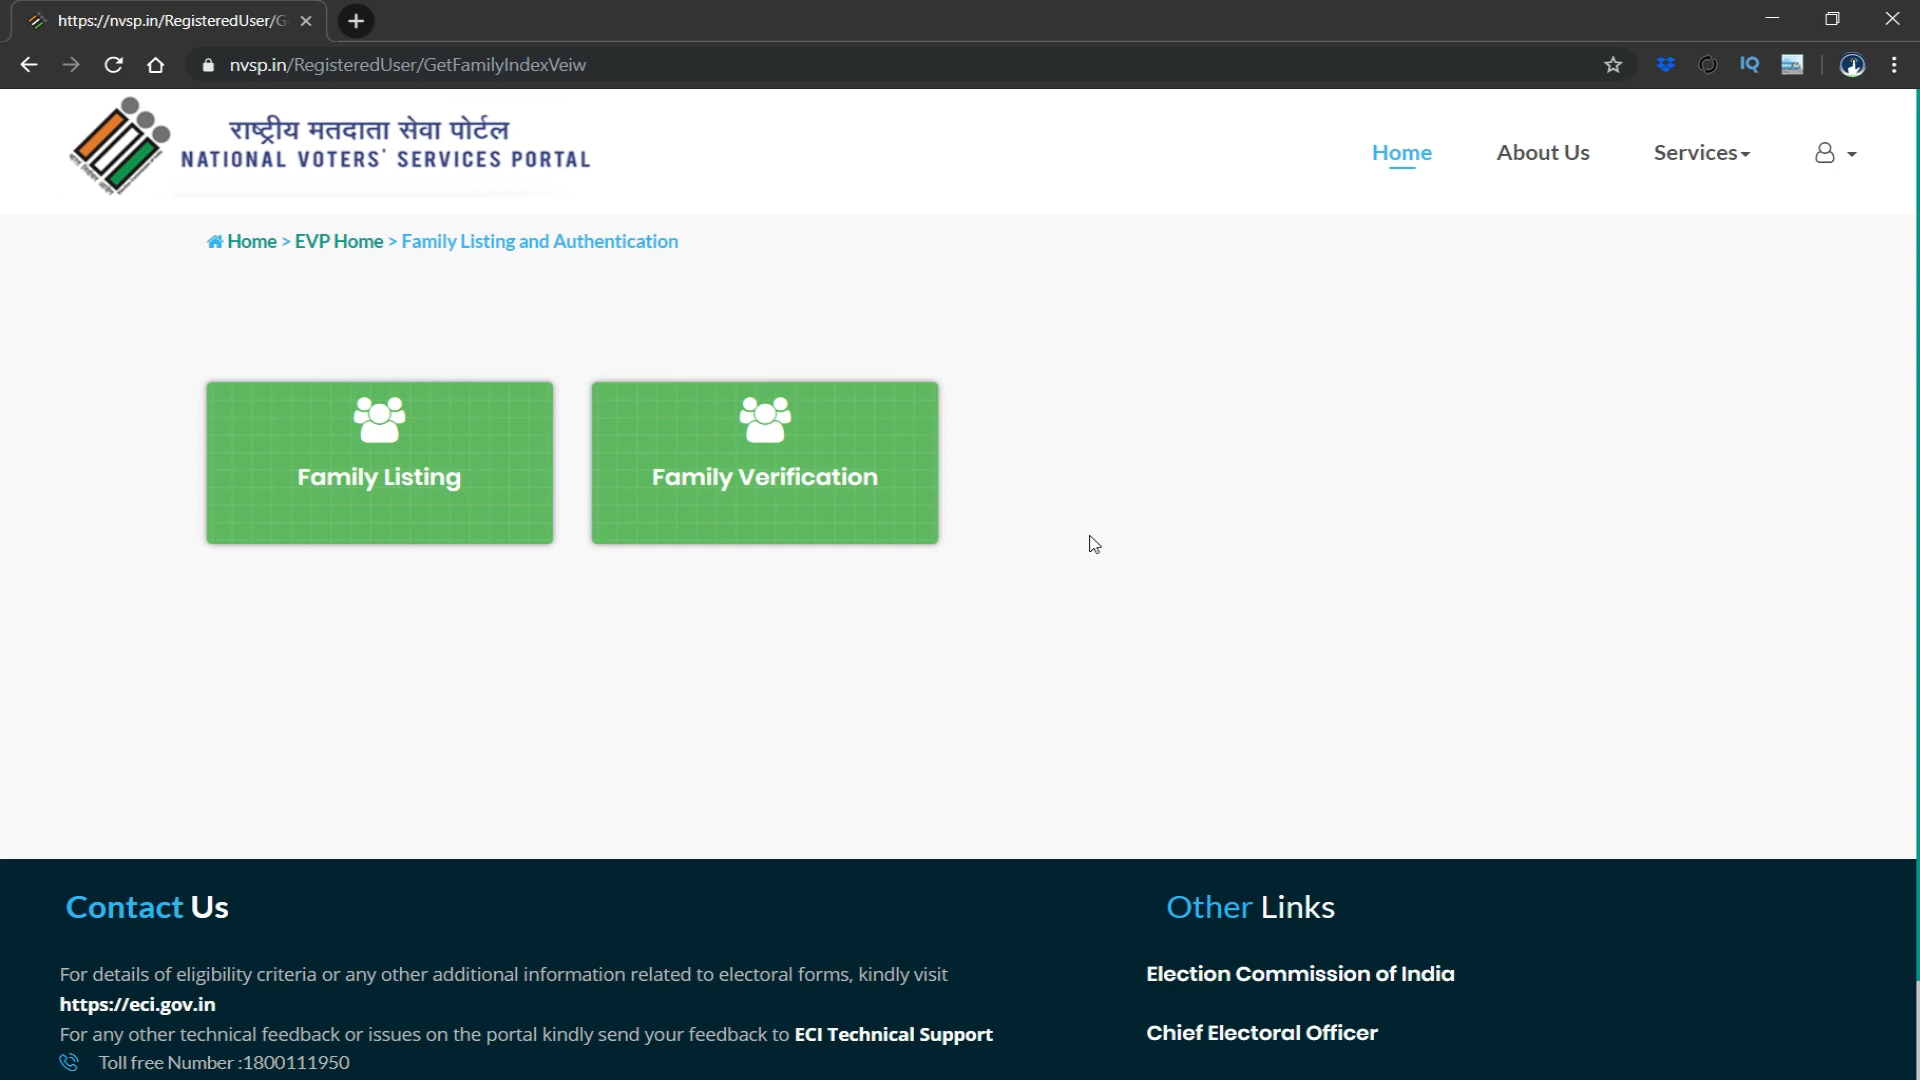 https://nvsp.in/RegisteredUser/G
nvsp.in/RegisteredUser/GetFamilyIndexVeiw
IQ
राष्ट्रीय मतदाता सेवा पोर्टल
NATIONAL VOTERS' SERVICES PORTAL
Home
About Us
Services
Home > EVP Home > Family Listing and Authentication
Family Listing
Family Verification
Contact Us
Other Links
For details of eligibility criteria or any other additional information related to electoral forms, kindly visit
https://eci.gov.in
For any other technical feedback or issues on the portal kindly send your feedback to ECI Technical Support
Toll free Number :1800111950
Election Commission of India
Chief Electoral Officer